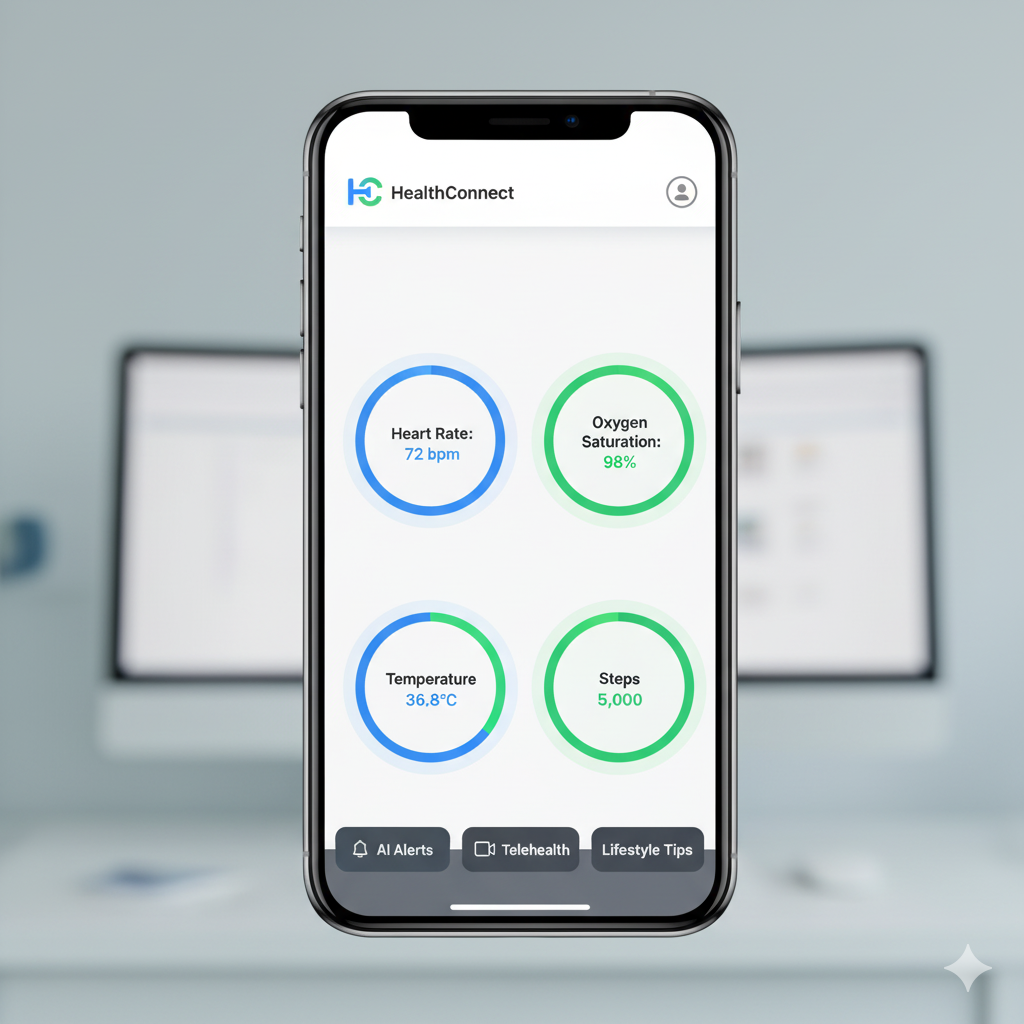 HealthConnect
Heart Rate:
72 bpm
Oxygen
Saturation:
98%
Temperature
36,8°C
Steps
5,000
AI Alerts
Telehealth
Lifestyle Tips